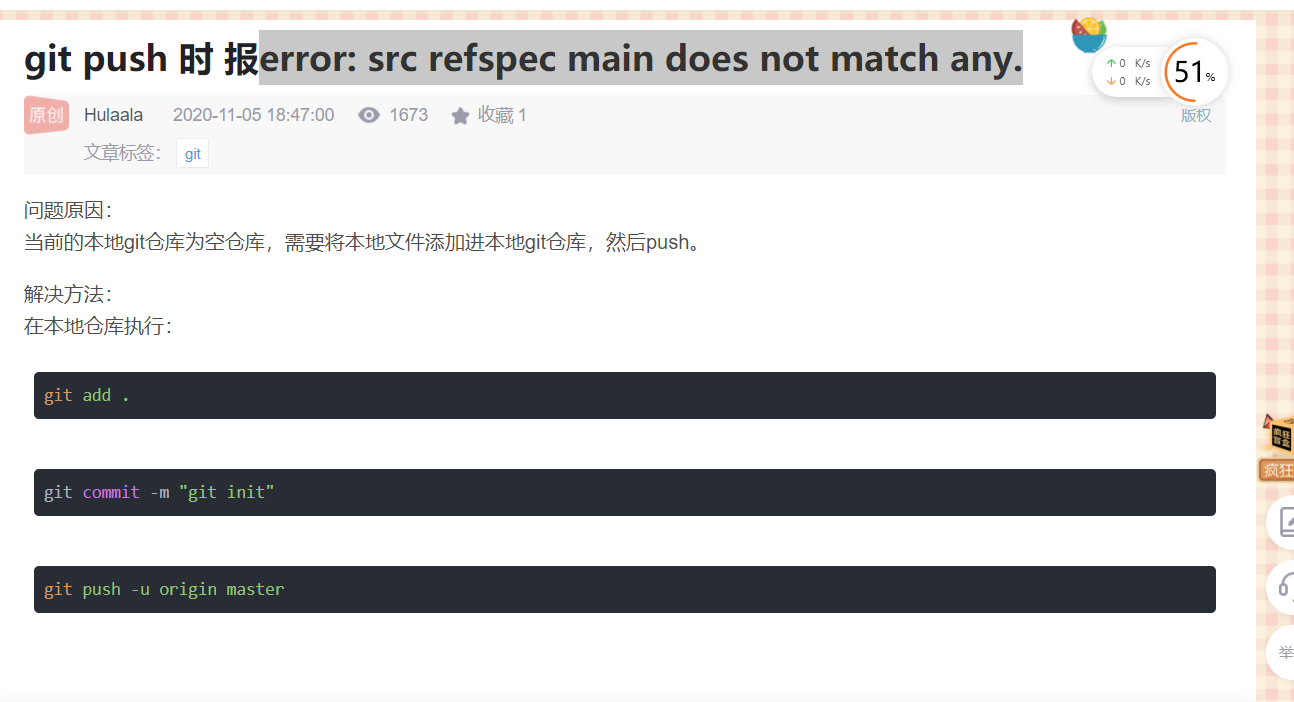 git push 时 报error: src refspec main does not match any.
↑ 0 K/s
↓ 0 K/s
51%
原创 Hulaala 2020-11-05 18:47:00 1673 收藏 1 版权
文章标签： git
问题原因：
当前的本地git仓库为空仓库，需要将本地文件添加进本地git仓库，然后push。
解决方法：
在本地仓库执行：
git add .
git commit -m "git init"
git push -u origin master
疯狂
盲盒
疯狂
举